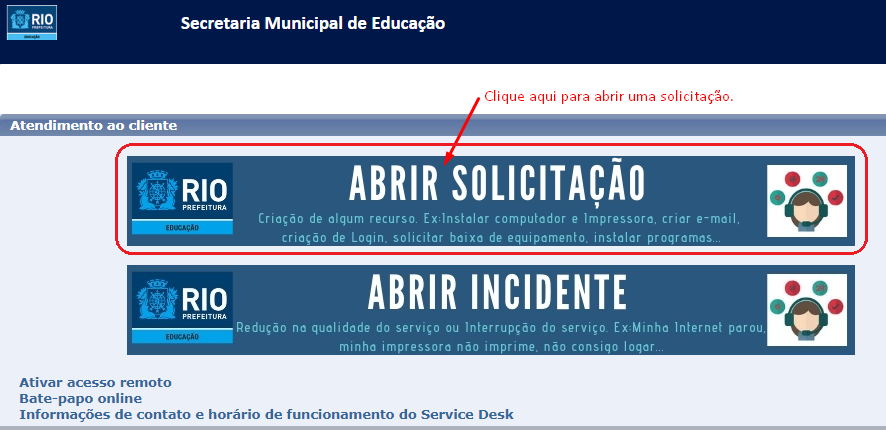 RIO
PREFEITURA
EDUCAÇÃO
Secretaria Municipal de Educação
Clique aqui para abrir uma solicitação.
Atendimento ao cliente
RIO
PREFEITURA
EDUCAÇÃO
ABRIR SOLICITAÇÃO
Criação de algum recurso. Ex:Instalar computador e Impressora, criar e-mail,
criação de Login, solicitar baixa de equipamento, instalar programas...
RIO
PREFEITURA
EDUCAÇÃO
ABRIR INCIDENTE
Redução na qualidade do serviço ou Interrupção do serviço. Ex:Minha Internet parou,
minha impressora não imprime, não consigo logar...
Ativar acesso remoto
Bate-papo online
Informações de contato e horário de funcionamento do Service Desk